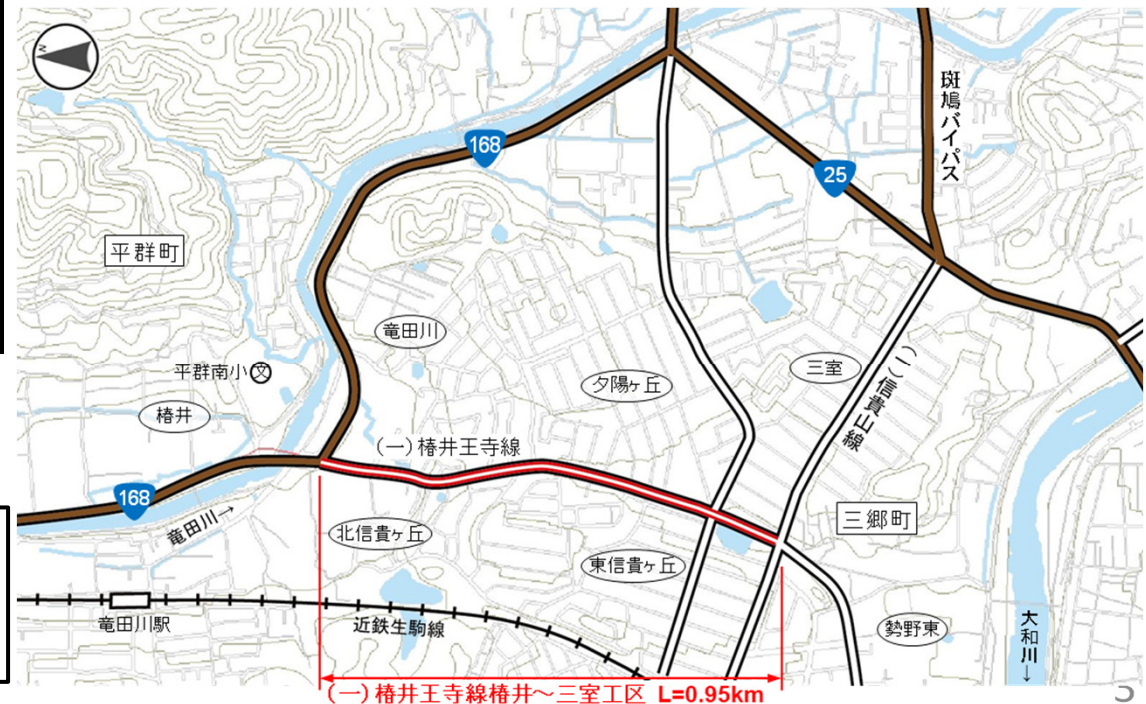 N
168
25
斑鳩バイパス
平群町
竜田川
平群南小
文
夕陽ヶ丘
三室
(一)信貴山線
椿井
(一)椿井王寺線
168
竜田川→
北信貴ヶ丘
三郷町
東信貴ヶ丘
竜田川駅
近鉄生駒線
勢野東
大和川→
(一)椿井王寺線椿井～三室工区 L=0.95km